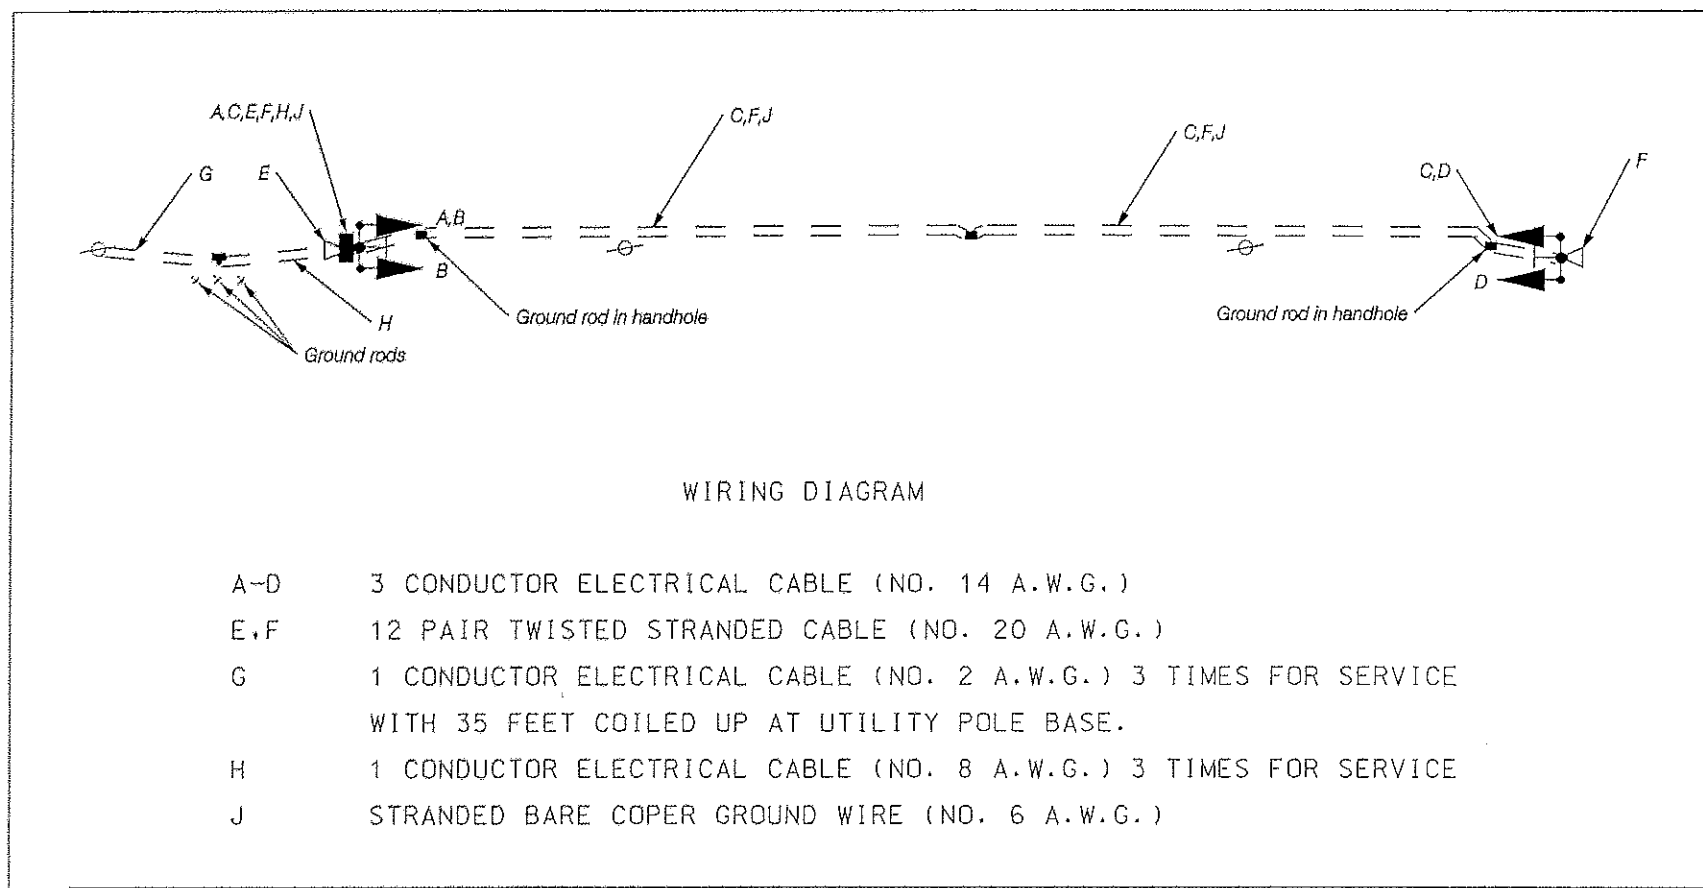 A,C,E,F,H,J
C,F,J
C,F,J
G
E
C,D
F
A,B
B
D
H
Ground rod in handhole
Ground rod in handhole
Ground rods
WIRING DIAGRAM
A-D 3 CONDUCTOR ELECTRICAL CABLE (NO. 14 A.W.G.)
E,F 12 PAIR TWISTED STRANDED CABLE (NO. 20 A.W.G.)
G 1 CONDUCTOR ELECTRICAL CABLE (NO. 2 A.W.G.) 3 TIMES FOR SERVICE
WITH 35 FEET COILED UP AT UTILITY POLE BASE.
H 1 CONDUCTOR ELECTRICAL CABLE (NO. 8 A.W.G.) 3 TIMES FOR SERVICE
J STRANDED BARE COPER GROUND WIRE (NO. 6 A.W.G.)